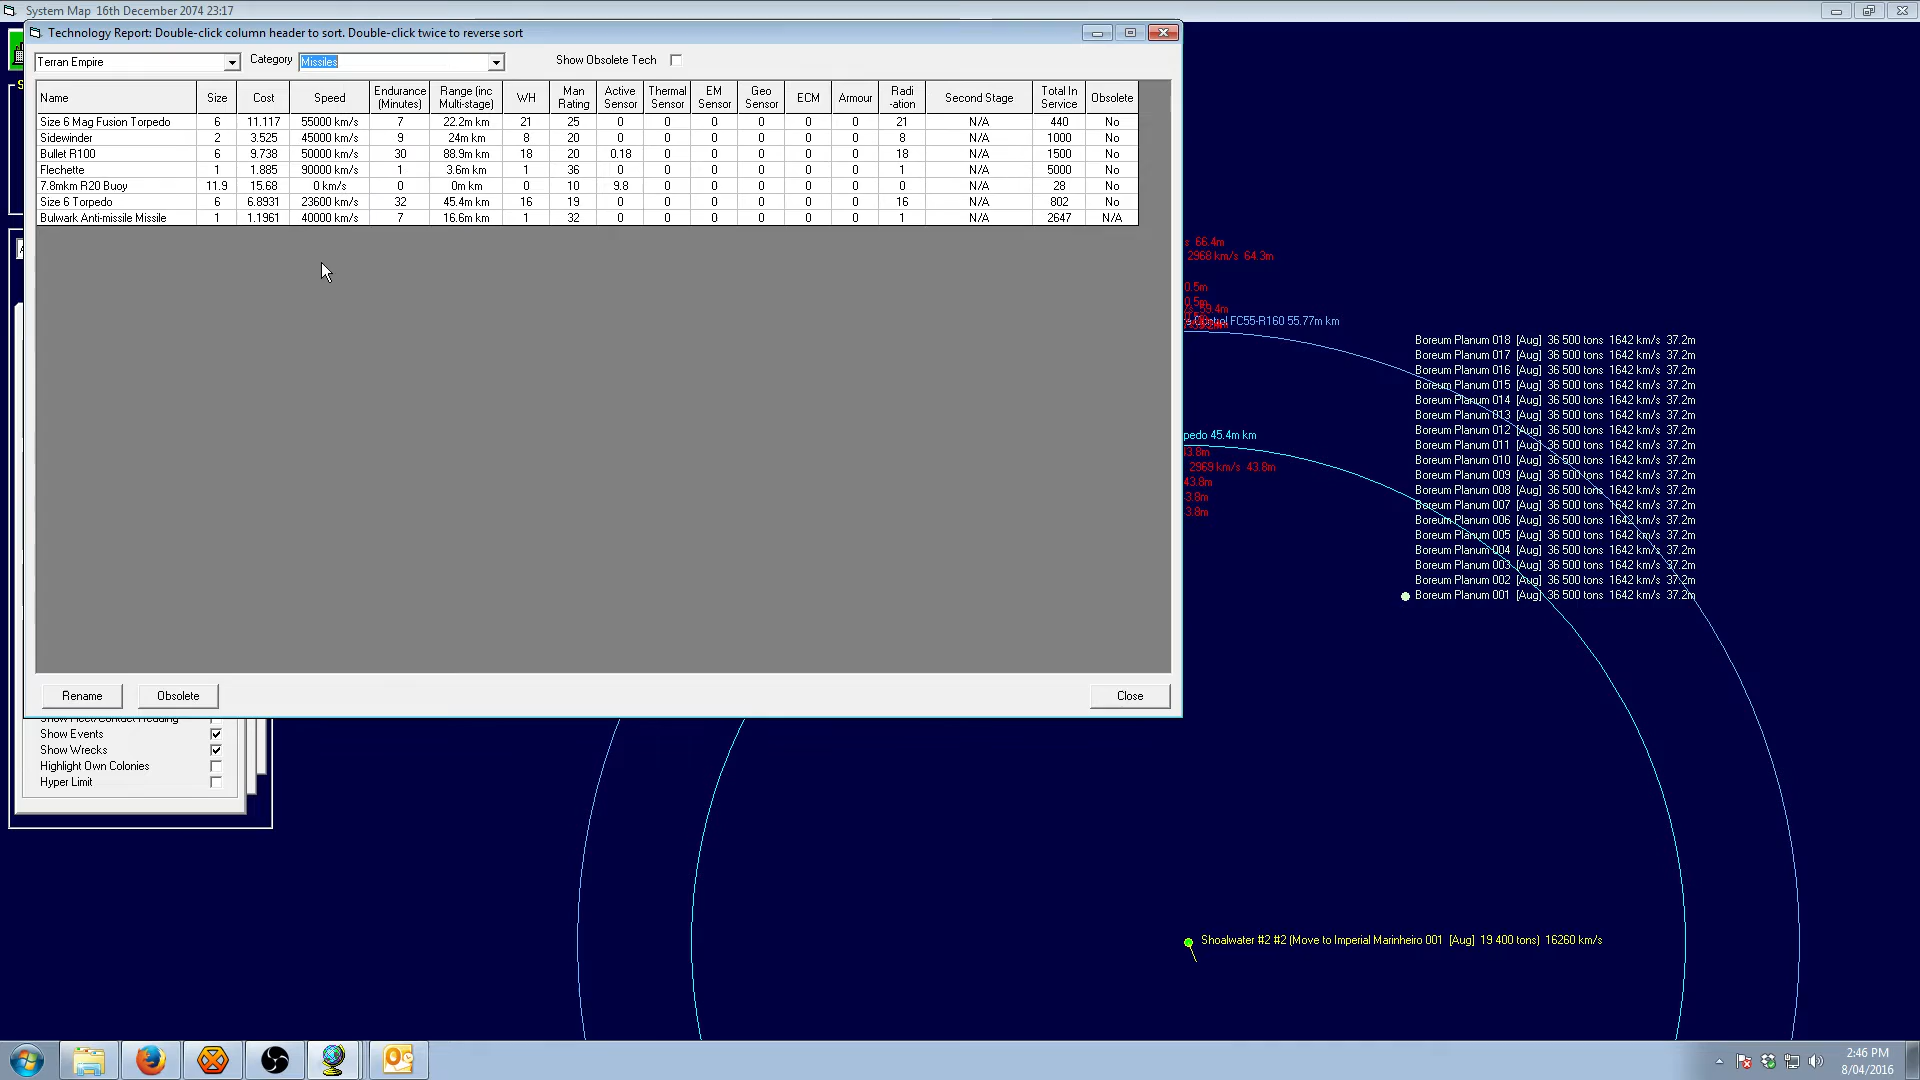 System Map 16th December 2074 23:17
Technology Report: Double-click column header to sort. Double-click twice to reverse sort
Terran Empire Category Missiles Show Obsolete Tech
Name Size Cost Speed Endurance (Minutes) Range (inc Multi-stage) WH Man Rating Active Sensor Thermal Sensor EM Sensor Geo Sensor ECM Armour Radi -ation Second Stage Total In Service Obsolete
Size 6 Mag Fusion Torpedo 6 11.117 55000 km/s 7 22.2m km 21 25 0 0 0 0 0 0 21 N/A 440 No
Sidewinder 2 3.525 45000 km/s 9 24m km 8 20 0 0 0 0 0 0 8 N/A 1000 No
Bullet R100 6 9.738 50000 km/s 30 88.9m km 18 20 0.18 0 0 0 0 0 18 N/A 1500 No
Flechette 1 1.885 90000 km/s 1 3.6m km 1 36 0 0 0 0 0 0 1 N/A 5000 No
7.8mkm R20 Buoy 11.9 15.68 0 km/s 0 0m km 0 10 9.8 0 0 0 0 0 0 N/A 28 No
Size 6 Torpedo 6 6.8931 23600 km/s 32 45.4m km 16 19 0 0 0 0 0 0 16 N/A 802 No
Bulwark Anti-missile Missile 1 1.1961 40000 km/s 7 16.6m km 1 32 0 0 0 0 0 0 1 N/A 2647 N/A
s 66.4m
2968 km/s 64.3m
0.5m
0.5m
59.4m
Control FC55-R160 55.77m km
Boreum Planum 018 [Aug] 36 500 tons 1642 km/s 37.2m
Boreum Planum 017 [Aug] 36 500 tons 1642 km/s 37.2m
Boreum Planum 016 [Aug] 36 500 tons 1642 km/s 37.2m
Boreum Planum 015 [Aug] 36 500 tons 1642 km/s 37.2m
Boreum Planum 014 [Aug] 36 500 tons 1642 km/s 37.2m
Boreum Planum 013 [Aug] 36 500 tons 1642 km/s 37.2m
Boreum Planum 012 [Aug] 36 500 tons 1642 km/s 37.2m
Boreum Planum 011 [Aug] 36 500 tons 1642 km/s 37.2m
Boreum Planum 010 [Aug] 36 500 tons 1642 km/s 37.2m
Boreum Planum 009 [Aug] 36 500 tons 1642 km/s 37.2m
Boreum Planum 008 [Aug] 36 500 tons 1642 km/s 37.2m
Boreum Planum 007 [Aug] 36 500 tons 1642 km/s 37.2m
Boreum Planum 006 [Aug] 36 500 tons 1642 km/s 37.2m
Boreum Planum 005 [Aug] 36 500 tons 1642 km/s 37.2m
Boreum Planum 004 [Aug] 36 500 tons 1642 km/s 37.2m
Boreum Planum 003 [Aug] 36 500 tons 1642 km/s 37.2m
Boreum Planum 002 [Aug] 36 500 tons 1642 km/s 37.2m
Boreum Planum 001 [Aug] 36 500 tons 1642 km/s 37.2m
pedo 45.4m km
3.8m
2969 km/s 43.8m
43.8m
3.8m
3.8m
Rename Obsolete Close
Show Fleet/Contact Heading
Show Events
Show Wrecks
Highlight Own Colonies
Hyper Limit
Shoalwater #2 #2 (Move to Imperial Marinheiro 001 [Aug] 19 400 tons) 16260 km/s
2:46 PM
8/04/2016